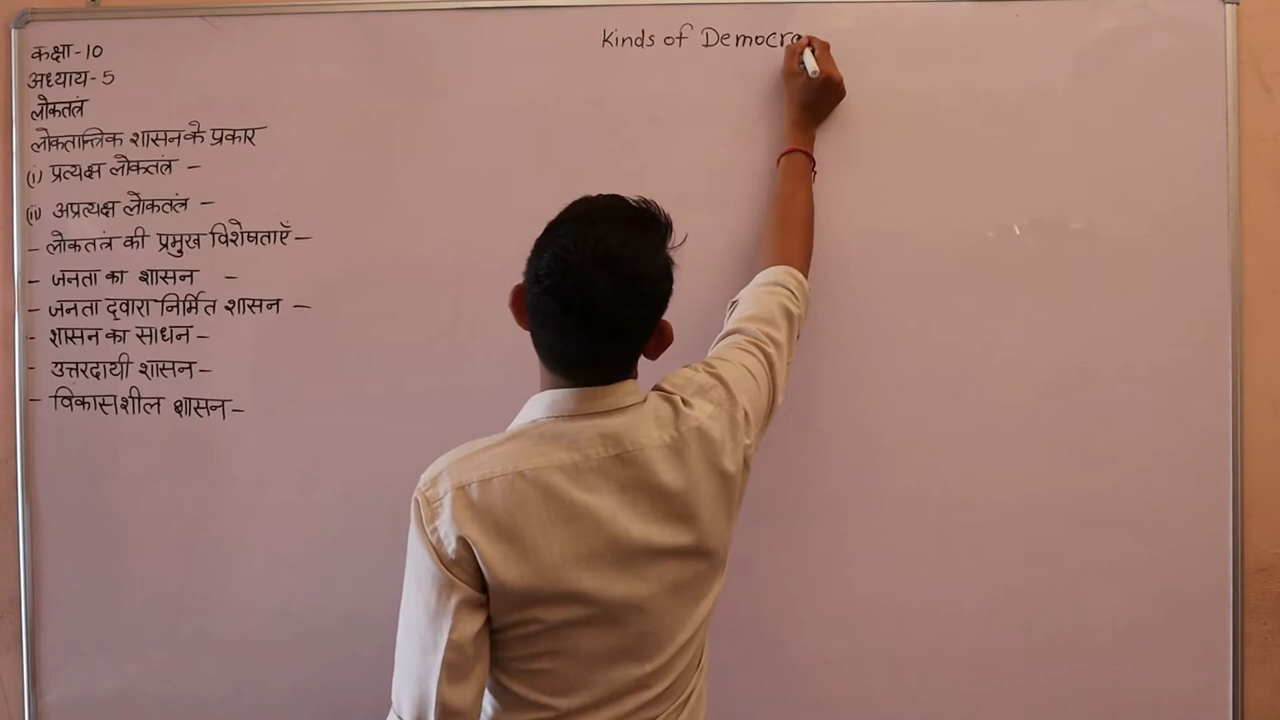 कक्षा-10
अध्याय-5
लोकतंत्र
लोकतान्त्रिक शासनके प्रकार
(i) प्रत्यक्ष लोकतंत्र -
(ii) अप्रत्यक्ष लोकतंत्र -
- लोकतंत्र की प्रमुख विशेषताएँ -
- जनता का शासन -
- जनता द्वारा निर्मित शासन -
- शासन का साधन -
- उत्तरदायी शासन-
- विकासशील शासन-
Kinds of Democra